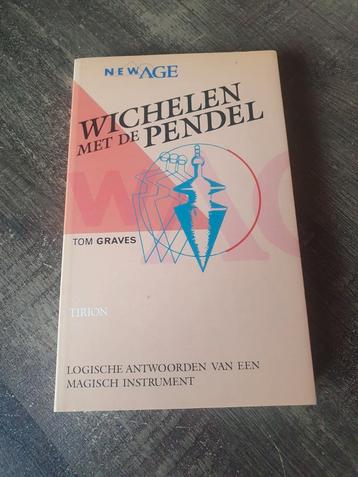 NEW AGE
WICHELEN
MET DE PENDEL
TOM GRAVES
TIRION
LOGISCHE ANTWOORDEN VAN EEN
MAGISCH INSTRUMENT